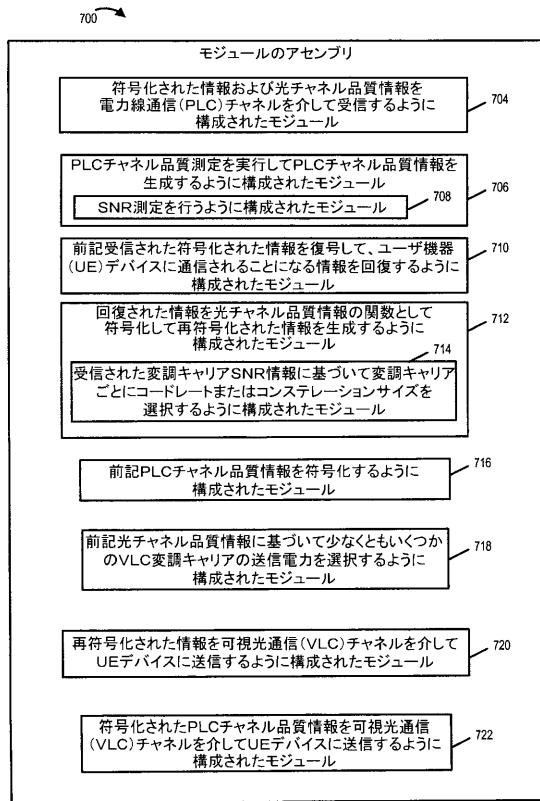 700
モジュールのアセンブリ
符号化された情報および光チャネル品質情報を
電力線通信(PLC)チャネルを介して受信するように
構成されたモジュール
704
PLCチャネル品質測定を実行してPLCチャネル品質情報を
生成するように構成されたモジュール
706
708
SNR測定を行うように構成されたモジュール
前記受信された符号化された情報を復号して、ユーザ機器
(UE)デバイスに通信されることになる情報を回復するように
構成されたモジュール
710
回復された情報を光チャネル品質情報の関数として
符号化して再符号化された情報を生成するように
構成されたモジュール
712
714
受信された変調キャリアSNR情報に基づいて変調キャリア
ごとにコードレートまたはコンステレーションサイズを
選択するように構成されたモジュール
前記PLCチャネル品質情報を符号化するように
構成されたモジュール
716
前記光チャネル品質情報に基づいて少なくともいくつか
のVLC変調キャリアの送信電力を選択するように
構成されたモジュール
718
再符号化された情報を可視光通信(VLC)チャネルを介して
UEデバイスに送信するように構成されたモジュール
720
符号化されたPLCチャネル品質情報を可視光通信
(VLC)チャネルを介してUEデバイスに送信するように
構成されたモジュール
722